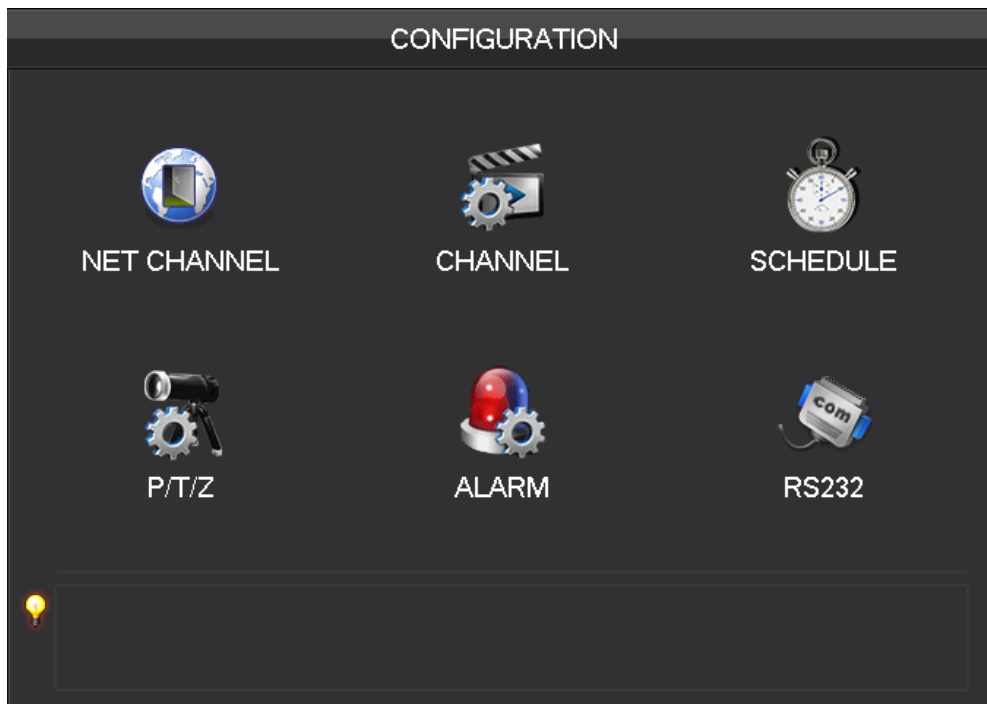 CONFIGURATION
NET CHANNEL CHANNEL SCHEDULE
com
P/T/Z ALARM RS232